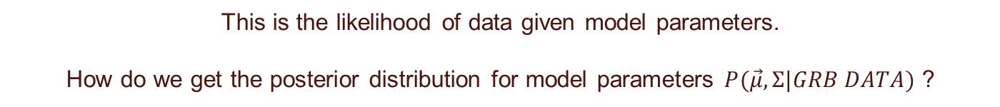 This is the likelihood of data given model parameters.
How do we get the posterior distribution for model parameters P(μ⃗, Σ|GRB DATA) ?